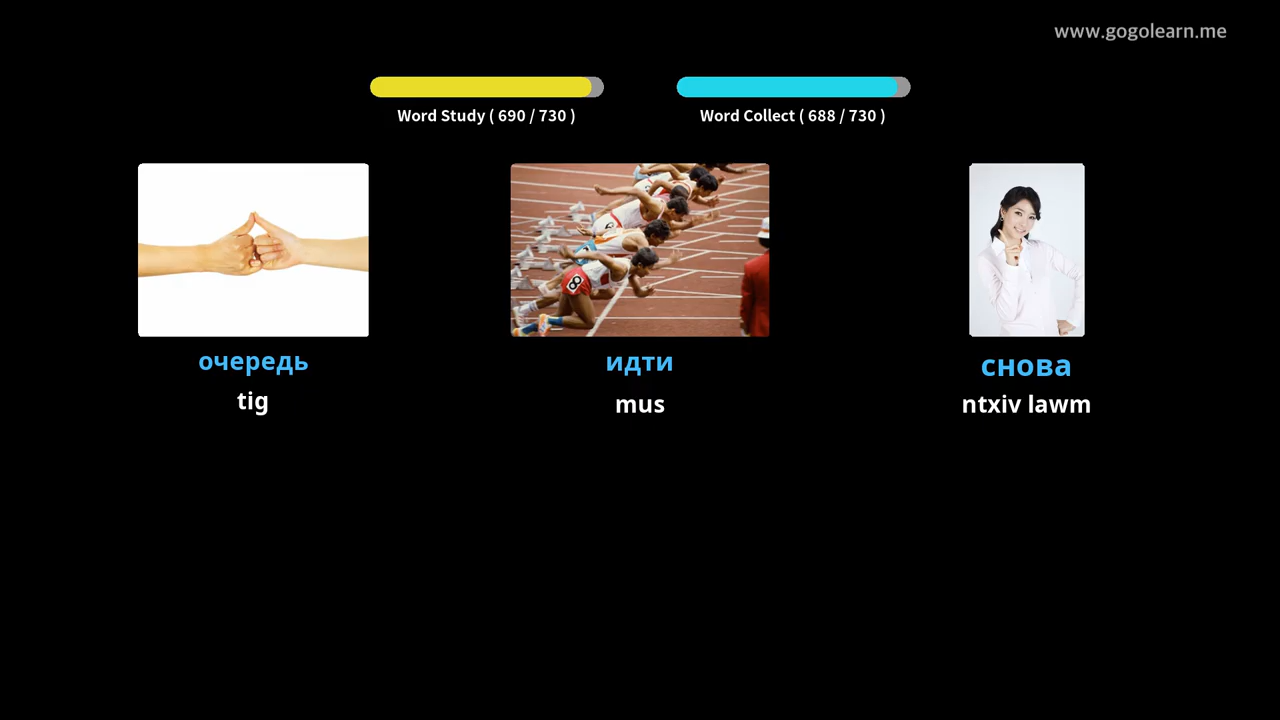 www.gogolearn.me
Word Study ( 690 / 730 )
Word Collect ( 688 / 730 )
очередь
идти
снова
tig
mus
ntxiv lawm